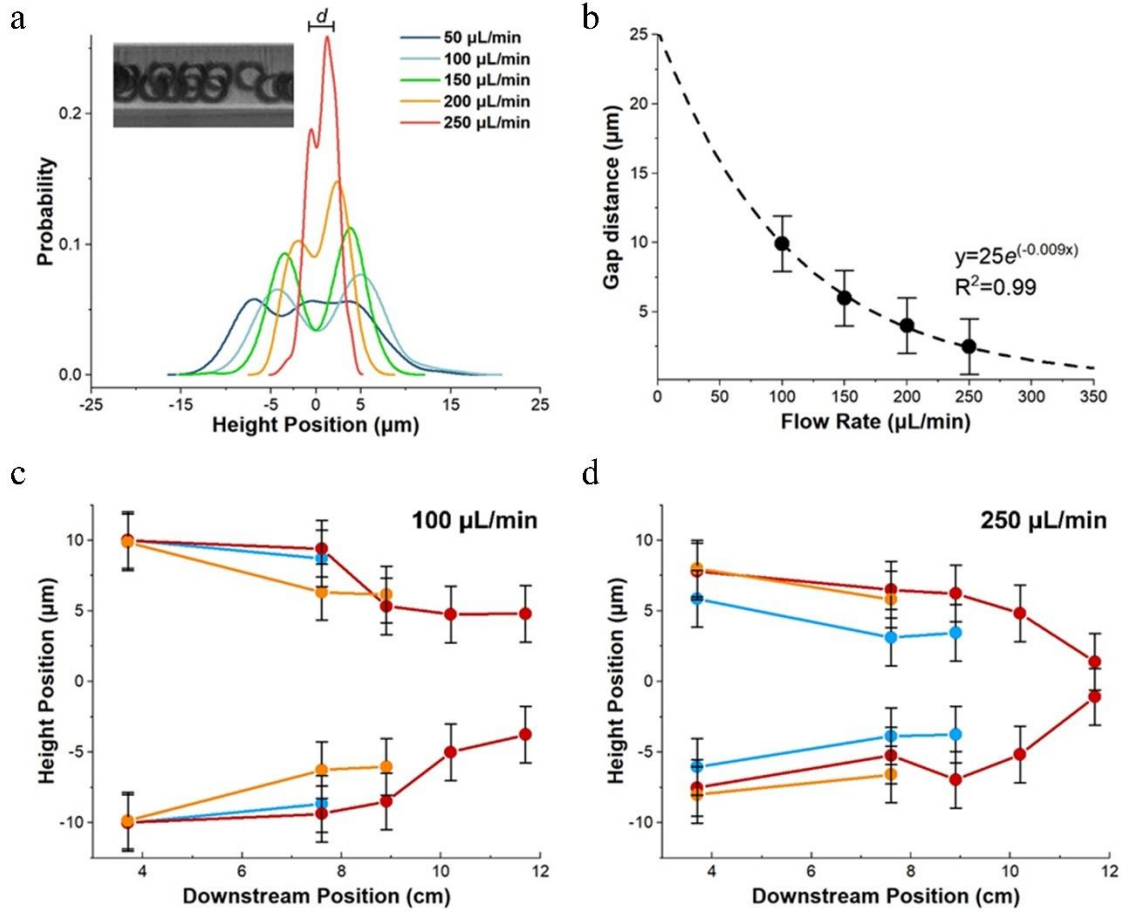 a
d
50 µL/min
100 µL/min
150 µL/min
200 µL/min
250 µL/min
0.2
0.1
0.0
Probability
-25
-15
-5
0
5
15
25
Height Position (µm)
b
25
20
15
10
5
Gap distance (µm)
y=25e(-0.009x)
R2=0.99
0
50
100
150
200
250
300
350
Flow Rate (µL/min)
c
100 µL/min
10
5
0
-5
-10
Height Position (µm)
4
6
8
10
12
Downstream Position (cm)
d
250 µL/min
10
5
0
-5
-10
Height Position (µm)
4
6
8
10
12
Downstream Position (cm)